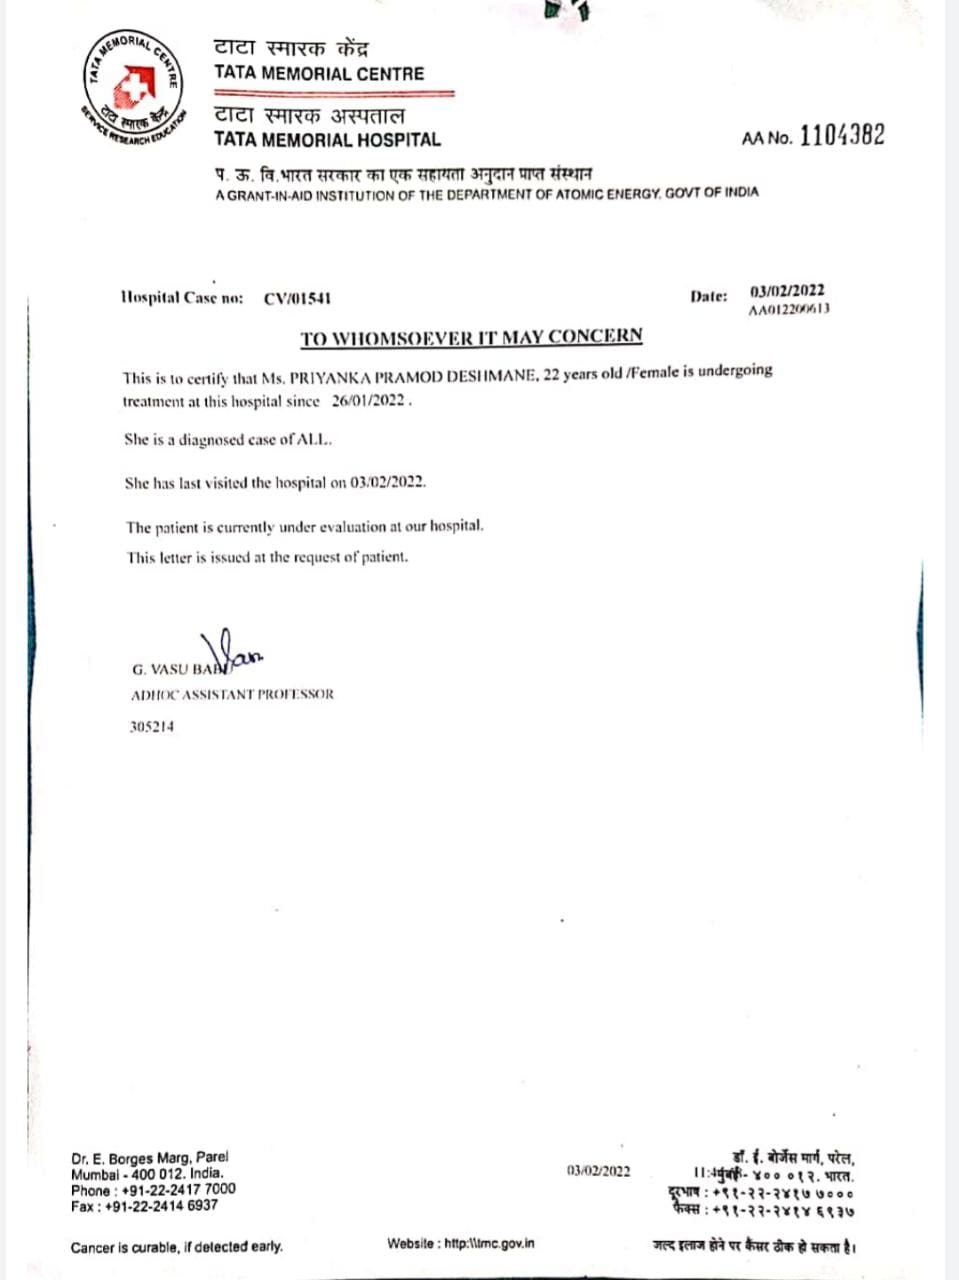 TATA MEMORIAL CENTRE
टाटा स्मारक केन्द्र
SERVICE RESEARCH EDUCATION
टाटा स्मारक केंद्र
TATA MEMORIAL CENTRE
टाटा स्मारक अस्पताल
TATA MEMORIAL HOSPITAL
AA No. 1104382
प. ऊ. वि.भारत सरकार का एक सहायता अनुदान प्राप्त संस्थान
A GRANT-IN-AID INSTITUTION OF THE DEPARTMENT OF ATOMIC ENERGY, GOVT OF INDIA
Hospital Case no: CV/01541
Date: 03/02/2022
AA012200613
TO WHOMSOEVER IT MAY CONCERN
This is to certify that Ms. PRIYANKA PRAMOD DESHMANE, 22 years old /Female is undergoing
treatment at this hospital since 26/01/2022 .
She is a diagnosed case of ALL.
She has last visited the hospital on 03/02/2022.
The patient is currently under evaluation at our hospital.
This letter is issued at the request of patient.
G. VASU
ADHOC ASSISTANT PROFESSOR
305214
Dr. E. Borges Marg, Parel
Mumbai - 400 012. India.
Phone : +91-22-2417 7000
Fax : +91-22-2414 6937
Cancer is curable, if detected early.
03/02/2022
Website : http:\\tmc.gov.in
डॉ. ई. बोर्जेस मार्ग, परेल,
मुंबई- ४०० ०१२. भारत.
दूरभाष : +९१-२२-२४१७ ७०००
फैक्स : +९१-२२-२४१४ ६९३७
जल्द इलाज होने पर कैंसर ठीक हो सकता है।